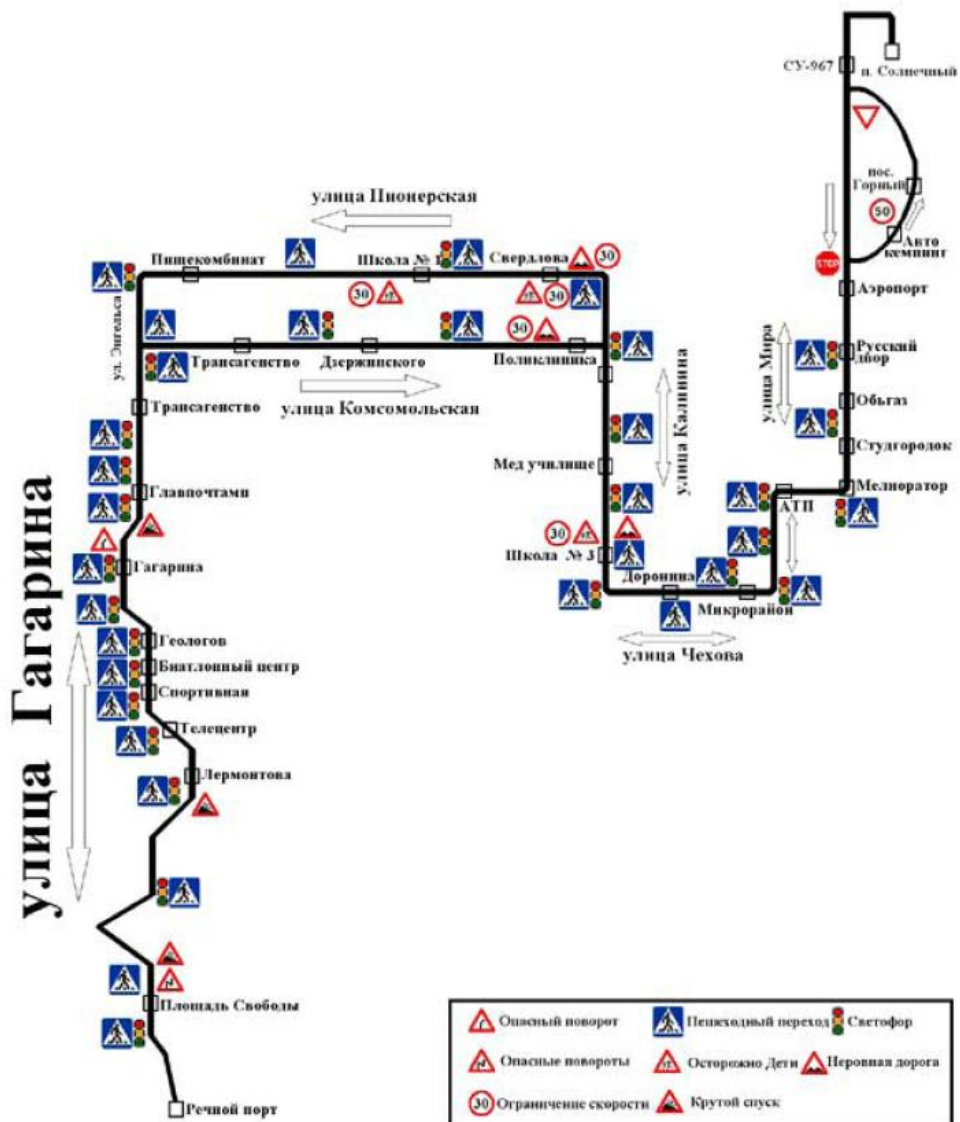 СУ-967
п. Солнечный
пос.
Горный
50
Авто
кемпинг
STOP
Аэропорт
улица Мира
Русский
двор
Обьгаз
Студгородок
Мелиоратор
АТП
улица Пионерская
Пищекомбинат
Школа № 1
Свердлова
30
30
30
30
ул. Энгельса
Трансагенство
Дзержинского
Поликлиника
улица Комсомольская
Трансагенство
улица Калинина
Мед училище
30
Школа № 3
Доронина
Микрорайон
улица Чехова
Главпочтамп
Гагарина
улица Гагарина
Геологов
Биатлонный центр
Спортивная
Телецентр
Лермонтова
Площадь Свободы
Речной порт
Опасный поворот
Пешеходный переход
Светофор
Опасные повороты
Осторожно Дети
Неровная дорога
30
Ограничение скорости
Крутой спуск